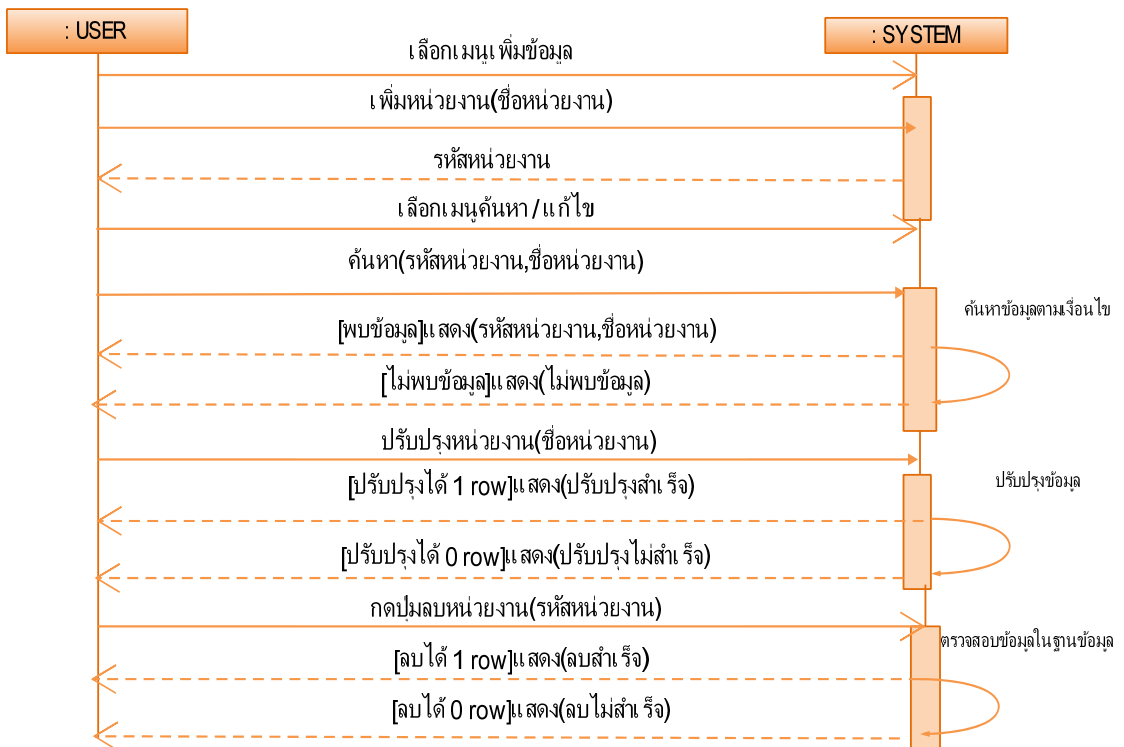 : USER
: SYSTEM
เลือกเมนูเพิ่มข้อมูล
เพิ่มหน่วยงาน(ชื่อหน่วยงาน)
รหัสหน่วยงาน
เลือกเมนูค้นหา/แก้ไข
ค้นหา(รหัสหน่วยงาน,ชื่อหน่วยงาน)
ค้นหาข้อมูลตามเงื่อนไข
[พบข้อมูล]แสดง(รหัสหน่วยงาน,ชื่อหน่วยงาน)
[ไม่พบข้อมูล]แสดง(ไม่พบข้อมูล)
ปรับปรุงหน่วยงาน(ชื่อหน่วยงาน)
ปรับปรุงข้อมูล
[ปรับปรุงได้ 1 row]แสดง(ปรับปรุงสำเร็จ)
[ปรับปรุงได้ 0 row]แสดง(ปรับปรุงไม่สำเร็จ)
กดปุ่มลบหน่วยงาน(รหัสหน่วยงาน)
ตรวจสอบข้อมูลในฐานข้อมูล
[ลบได้ 1 row]แสดง(ลบสำเร็จ)
[ลบได้ 0 row]แสดง(ลบไม่สำเร็จ)